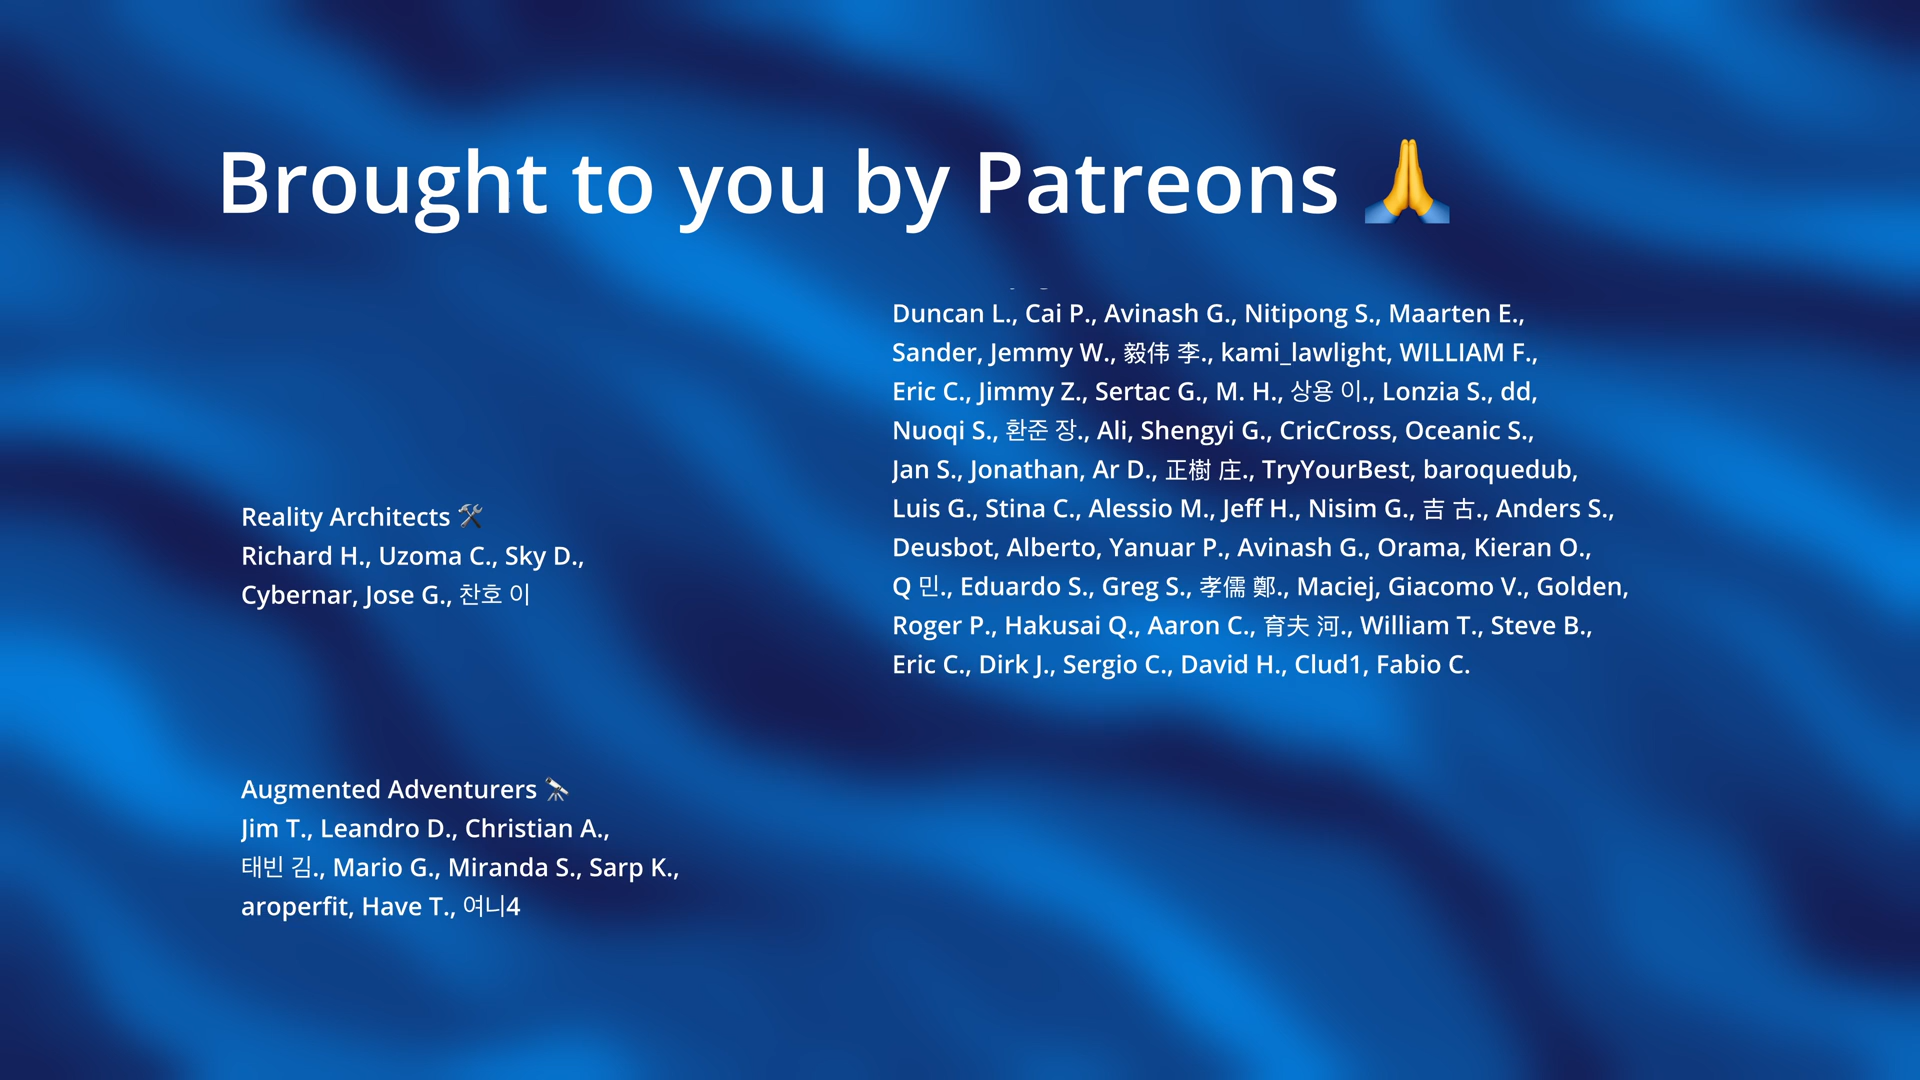 Brought to you by Patreons 🙏
Reality Architects 🛠️
Richard H., Uzoma C., Sky D.,
Cybernar, Jose G., 찬호 이
Augmented Adventurers 🔭
Jim T., Leandro D., Christian A.,
태빈 김., Mario G., Miranda S., Sarp K.,
aroperfit, Have T., 여니4
Duncan L., Cai P., Avinash G., Nitipong S., Maarten E.,
Sander, Jemmy W., 毅伟 李., kami_lawlight, WILLIAM F.,
Eric C., Jimmy Z., Sertac G., M. H., 상용 이., Lonzia S., dd,
Nuoqi S., 환준 장., Ali, Shengyi G., CricCross, Oceanic S.,
Jan S., Jonathan, Ar D., 正樹 庄., TryYourBest, baroquedub,
Luis G., Stina C., Alessio M., Jeff H., Nisim G., 吉 古., Anders S.,
Deusbot, Alberto, Yanuar P., Avinash G., Orama, Kieran O.,
Q 민., Eduardo S., Greg S., 孝儒 鄭., Maciej, Giacomo V., Golden,
Roger P., Hakusai Q., Aaron C., 育夫 河., William T., Steve B.,
Eric C., Dirk J., Sergio C., David H., Clud1, Fabio C.